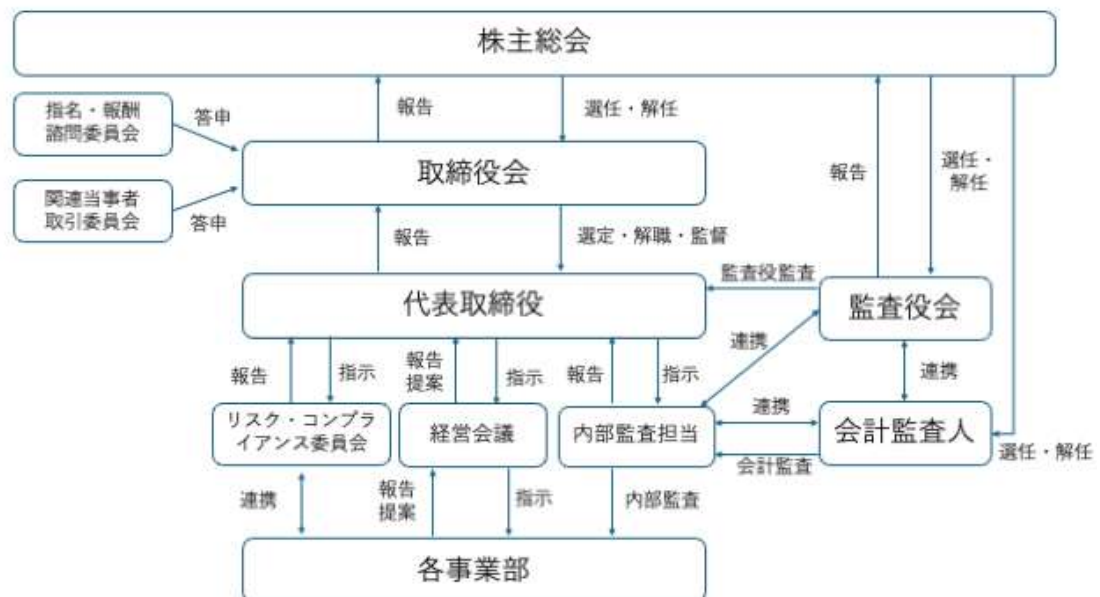 株主総会
指名・報酬
諮問委員会
答申
報告
選任・解任
報告
選任・
解任
取締役会
関連当事者
取引委員会
答申
報告
選定・解職・監督
監査役監査
代表取締役
監査役会
報告
指示
報告
提案
指示
報告
指示
連携
連携
リスク・コンプラ
イアンス委員会
経営会議
内部監査担当
連携
会計監査人
会計監査
選任・解任
連携
報告
提案
指示
内部監査
各事業部